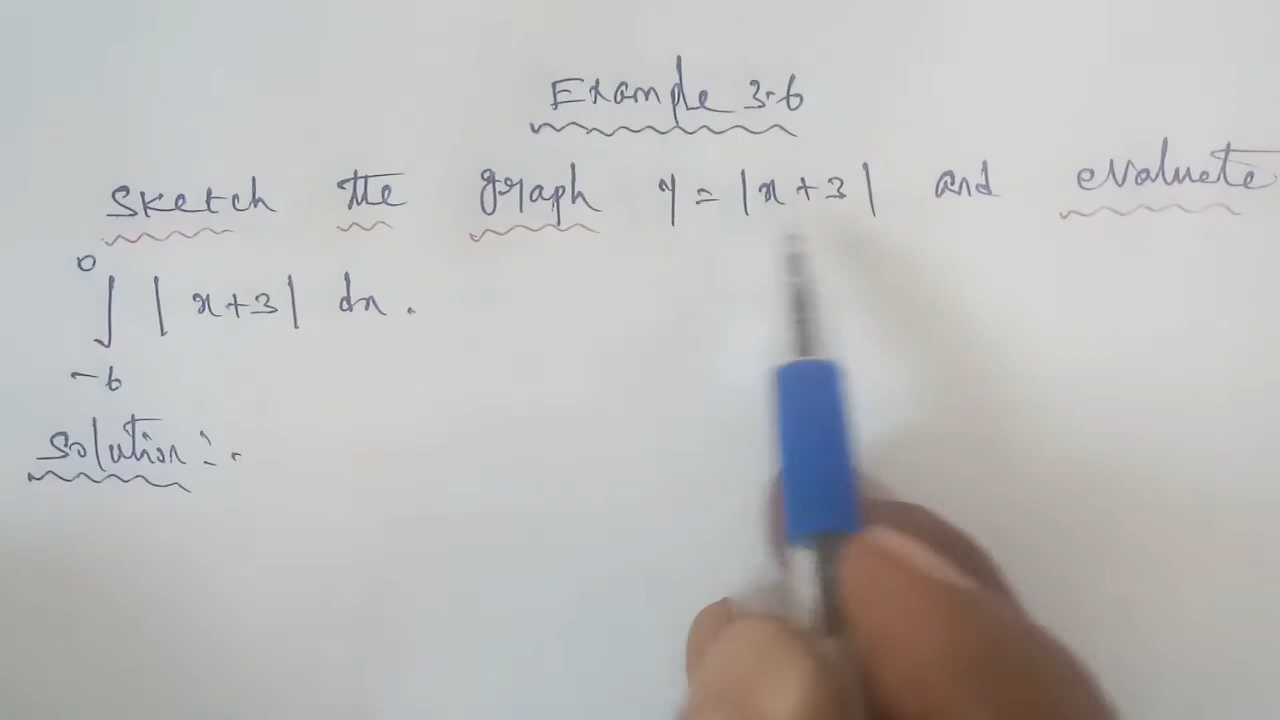 Example 3.6
Sketch the graph y = |x+3| and evaluate
0
∫ | x+3| dx .
-6
Solution :-